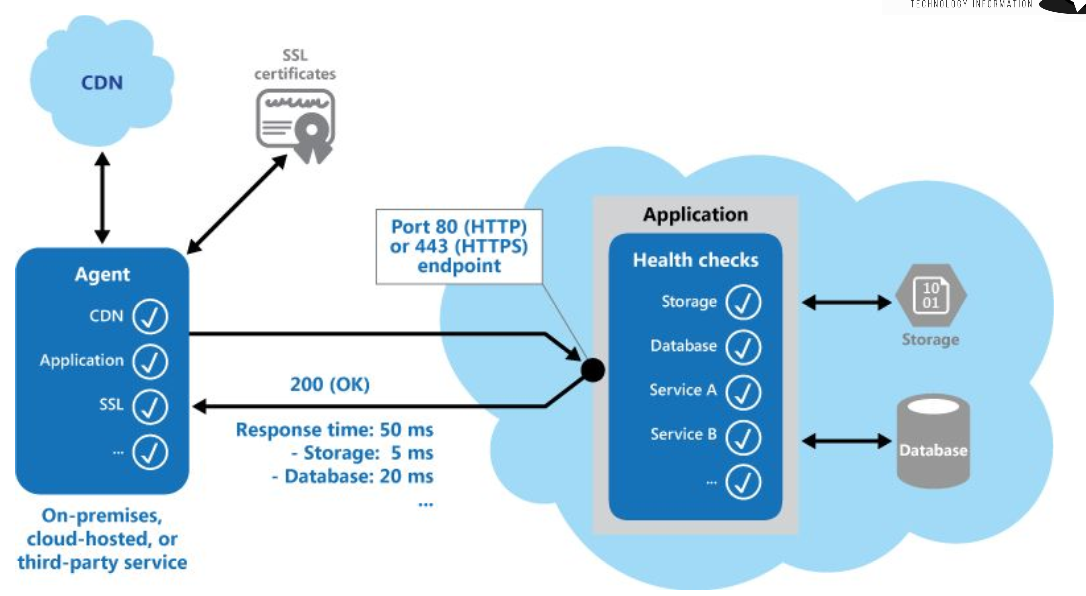 TECHNOLOGY INFORMATION
CDN
SSL
certificates
Port 80 (HTTP)
or 443 (HTTPS)
endpoint
Application
Agent
Health checks
CDN
Storage
10
01
Application
Database
Storage
SSL
200 (OK)
Service A
...
Response time: 50 ms
Service B
- Storage: 5 ms
Database
- Database: 20 ms
...
...
On-premises,
cloud-hosted, or
third-party service